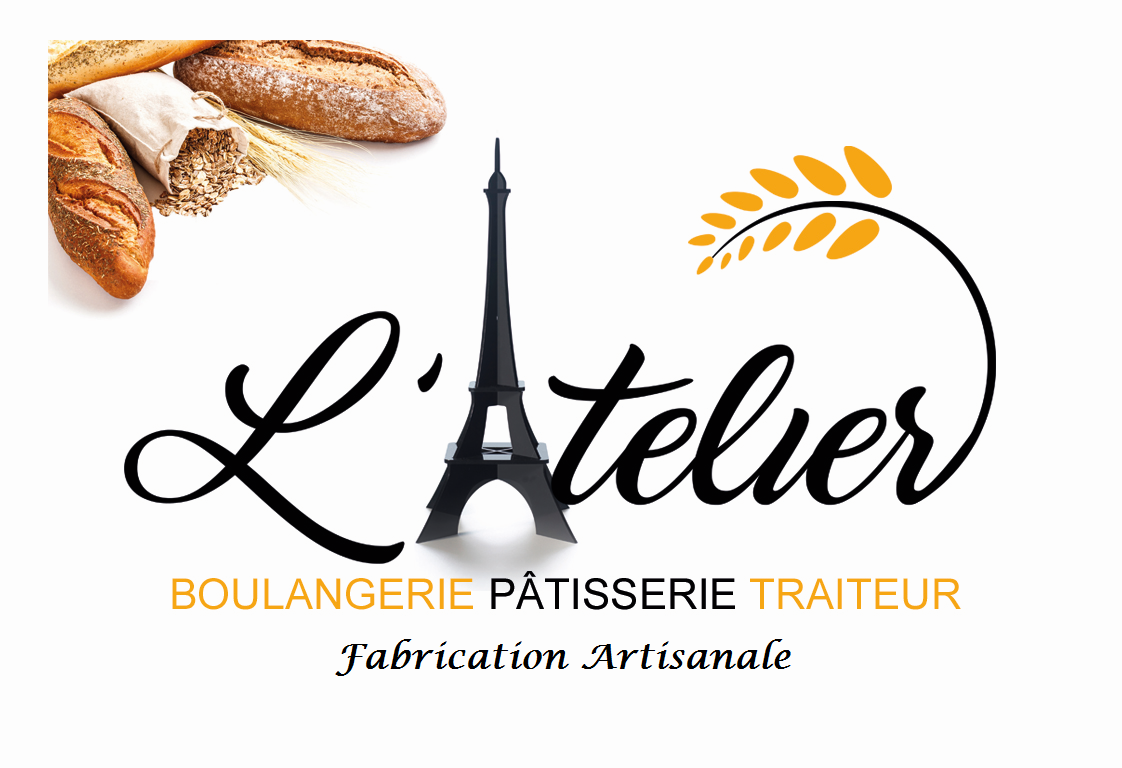 L'Atelier
BOULANGERIE PÂTISSERIE TRAITEUR
Fabrication Artisanale